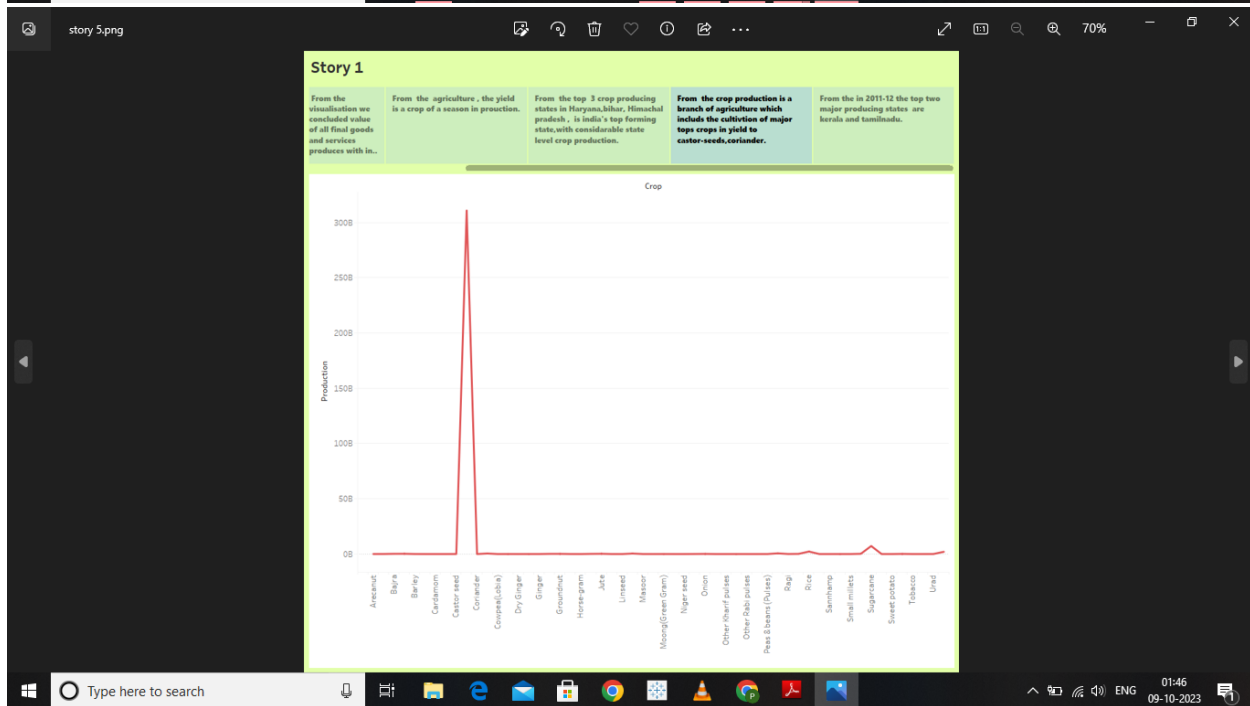 story 5.png
70%
Story 1
From the
visualisation we
concluded value
of all final goods
and services
produces with in..
From the agriculture , the yield
is a crop of a season in prouction.
From the top 3 crop producing
states in Haryana,bihar, Himachal
pradesh , is india's top forming
state,with considarable state
level crop production.
From the crop production is a
branch of agriculture which
includs the cultivtion of major
tops crops in yield to
castor-seeds,coriander.
From the in 2011-12 the top two
major producing states are
kerala and tamilnadu.
Crop
Production
300B
250B
200B
150B
100B
50B
0B
Arecanut
Bajra
Barley
Cardamom
Castor seed
Coriander
Cowpea(Lobia)
Dry Ginger
Ginger
Groundnut
Horse-gram
Jute
Linseed
Masoor
Moong(Green Gram)
Niger seed
Onion
Other Kharif pulses
Other Rabi pulses
Peas & beans (Pulses)
Ragi
Rice
Sannhamp
Small millets
Sugarcane
Sweet potato
Tobacco
Urad
Type here to search
ENG
01:46
09-10-2023